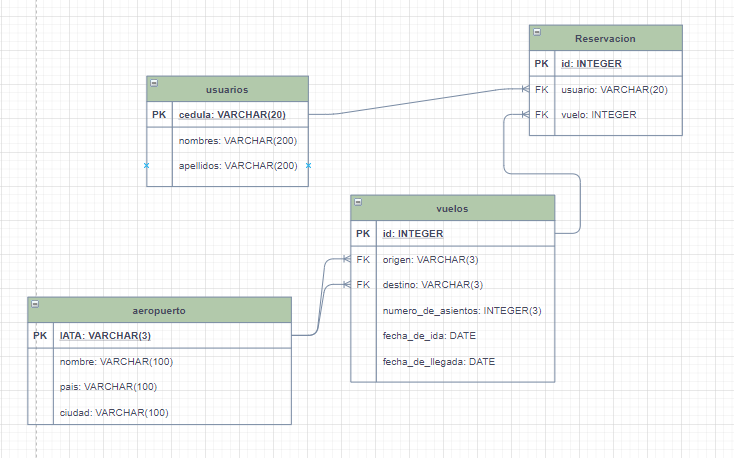 Reservacion
PK id: INTEGER
FK usuario: VARCHAR(20)
FK vuelo: INTEGER
usuarios
PK cedula: VARCHAR(20)
nombres: VARCHAR(200)
apellidos: VARCHAR(200)
vuelos
PK id: INTEGER
FK origen: VARCHAR(3)
FK destino: VARCHAR(3)
numero_de_asientos: INTEGER(3)
fecha_de_ida: DATE
fecha_de_llegada: DATE
aeropuerto
PK IATA: VARCHAR(3)
nombre: VARCHAR(100)
pais: VARCHAR(100)
ciudad: VARCHAR(100)